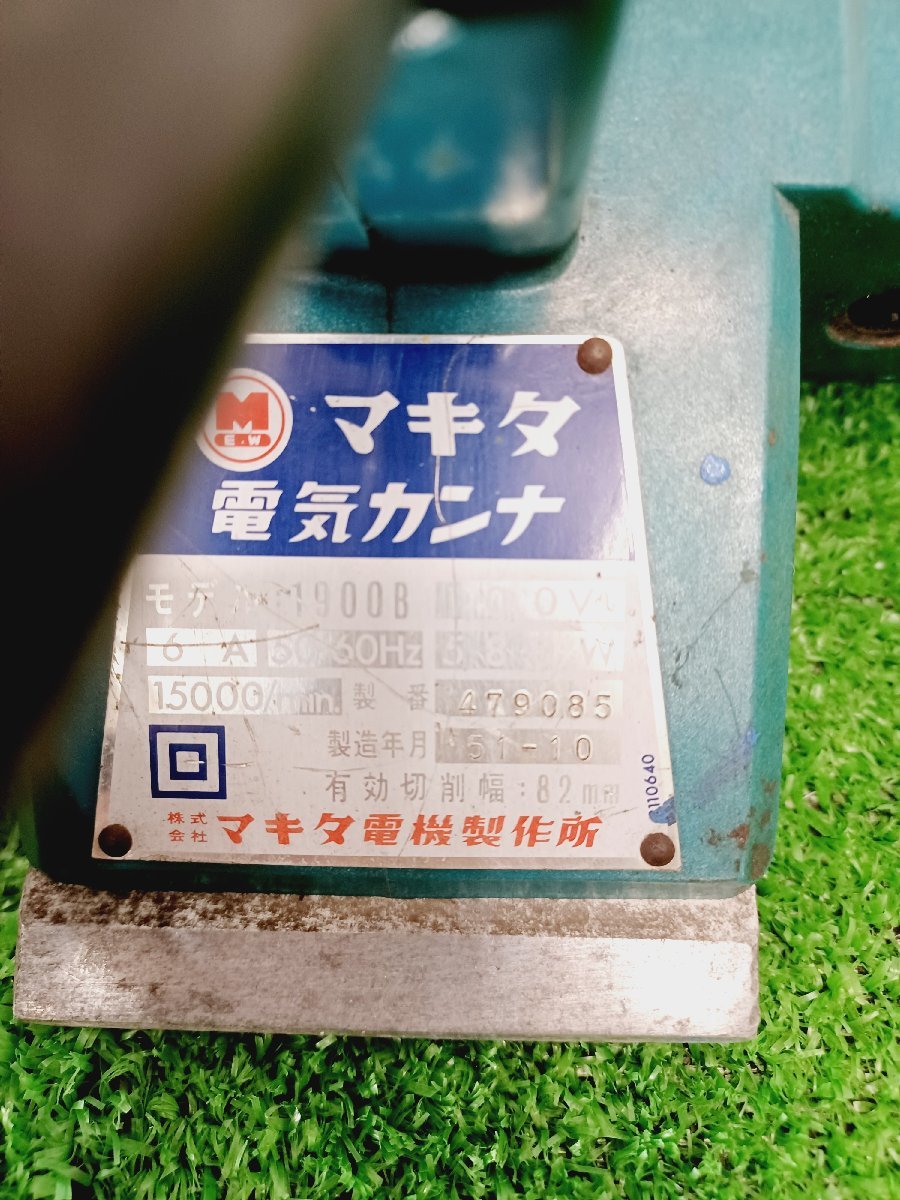 M
E.W
マキタ
電気カンナ
モデル 1900B 0V~
6 A 50-60Hz W
15000/min 製番 479085
製造年月 51-10
有効切削幅:82mm
110640
株式会社 マキタ電機製作所